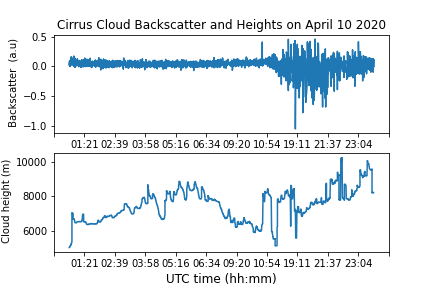 Cirrus Cloud Backscatter and Heights on April 10 2020
Backscatter (a.u)
0.5
0.0
−0.5
−1.0
01:21 02:39 03:58 05:16 06:34 09:20 10:54 19:11 21:37 23:04
Cloud height (m)
10000
8000
6000
01:21 02:39 03:58 05:16 06:34 09:20 10:54 19:11 21:37 23:04
UTC time (hh:mm)